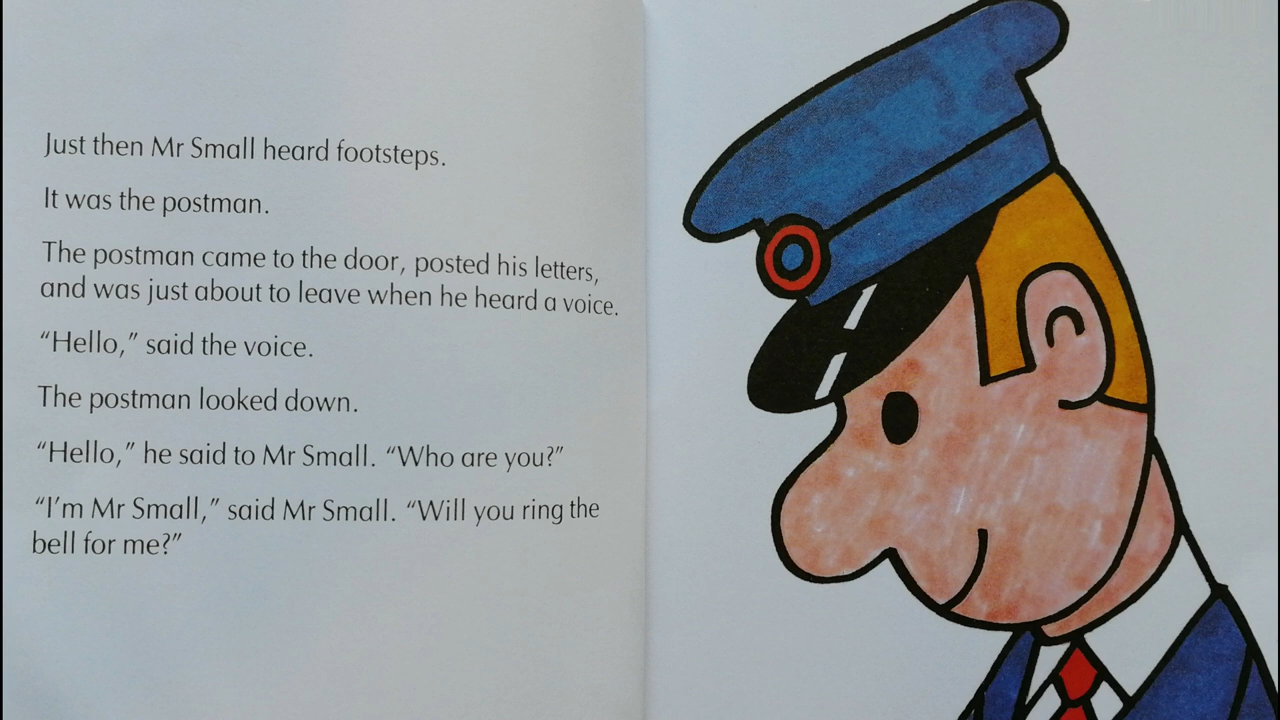 Just then Mr Small heard footsteps.
It was the postman.
The postman came to the door, posted his letters,
and was just about to leave when he heard a voice.
“Hello,” said the voice.
The postman looked down.
“Hello,” he said to Mr Small. “Who are you?”
“I’m Mr Small,” said Mr Small. “Will you ring the
bell for me?”